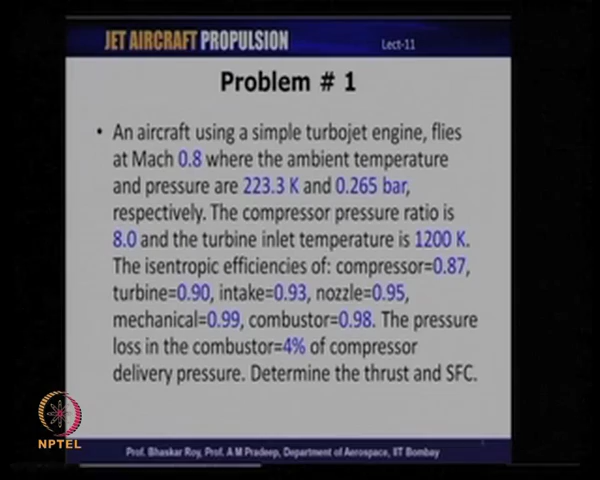 JET AIRCRAFT PROPULSION
Lect-11
Problem # 1
• An aircraft using a simple turbojet engine, flies
at Mach 0.8 where the ambient temperature
and pressure are 223.3 K and 0.265 bar,
respectively. The compressor pressure ratio is
8.0 and the turbine inlet temperature is 1200 K.
The isentropic efficiencies of: compressor=0.87,
turbine=0.90, intake=0.93, nozzle=0.95,
mechanical=0.99, combustor=0.98. The pressure
loss in the combustor=4% of compressor
delivery pressure. Determine the thrust and SFC.
NPTEL
Prof. Bhaskar Roy, Prof. A M Pradeep, Department of Aerospace, IIT Bombay